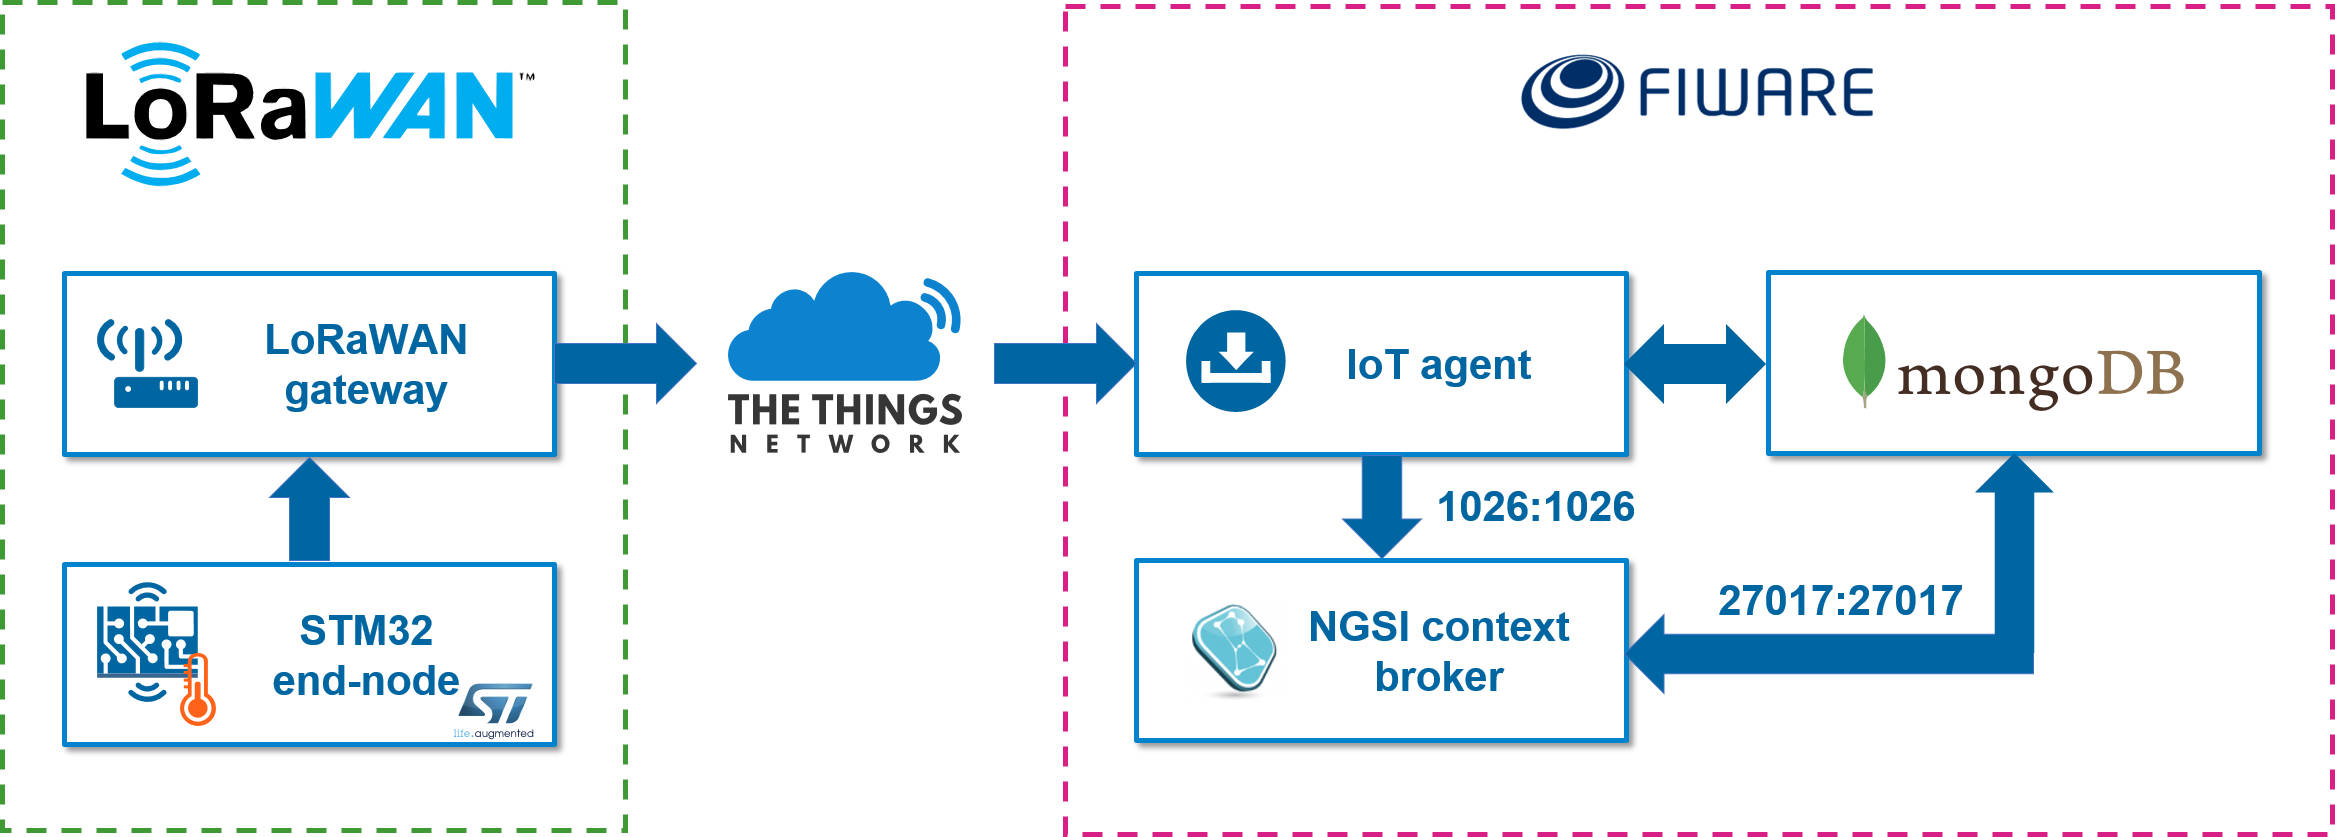 LoRaWAN™
FIWARE
LoRaWAN
gateway
THE THINGS
NETWORK
IoT agent
mongoDB
1026:1026
STM32
end-node
ST
life.augmented
NGSI context
broker
27017:27017